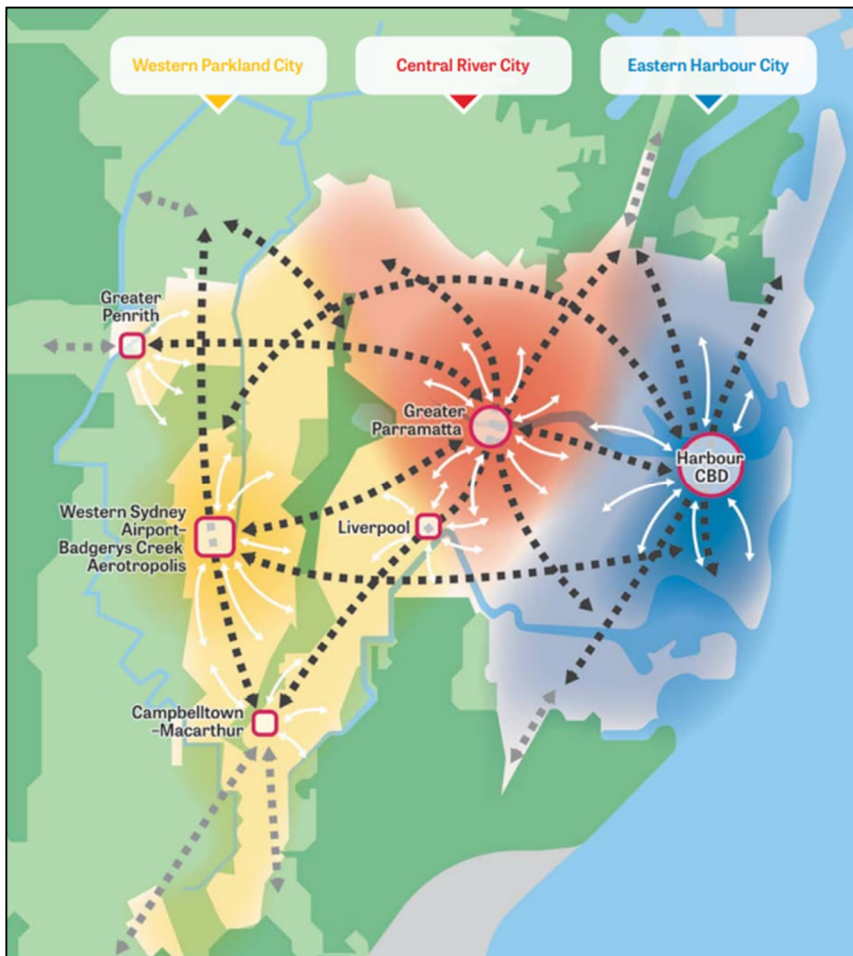 Western Parkland City
Central River City
Eastern Harbour City
Greater
Penrith
Greater
Parramatta
Harbour
CBD
Western Sydney
Airport–
Badgerys Creek
Aerotropolis
Liverpool
Campbelltown
–Macarthur